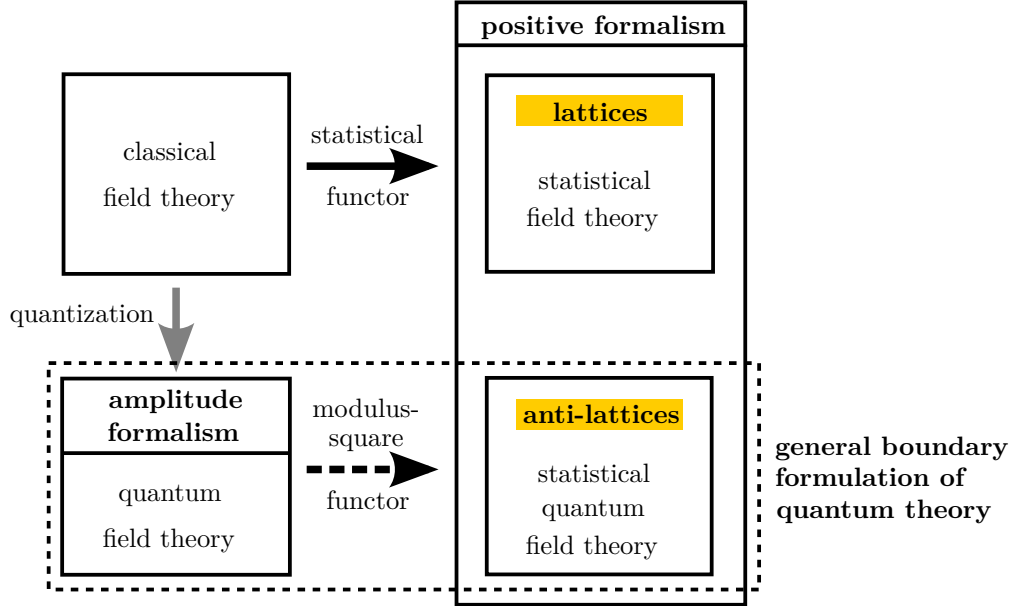 positive formalism
classical
field theory
statistical
functor
lattices
statistical
field theory
quantization
amplitude
formalism
quantum
field theory
modulus-
square
functor
anti-lattices
statistical
quantum
field theory
general boundary
formulation of
quantum theory